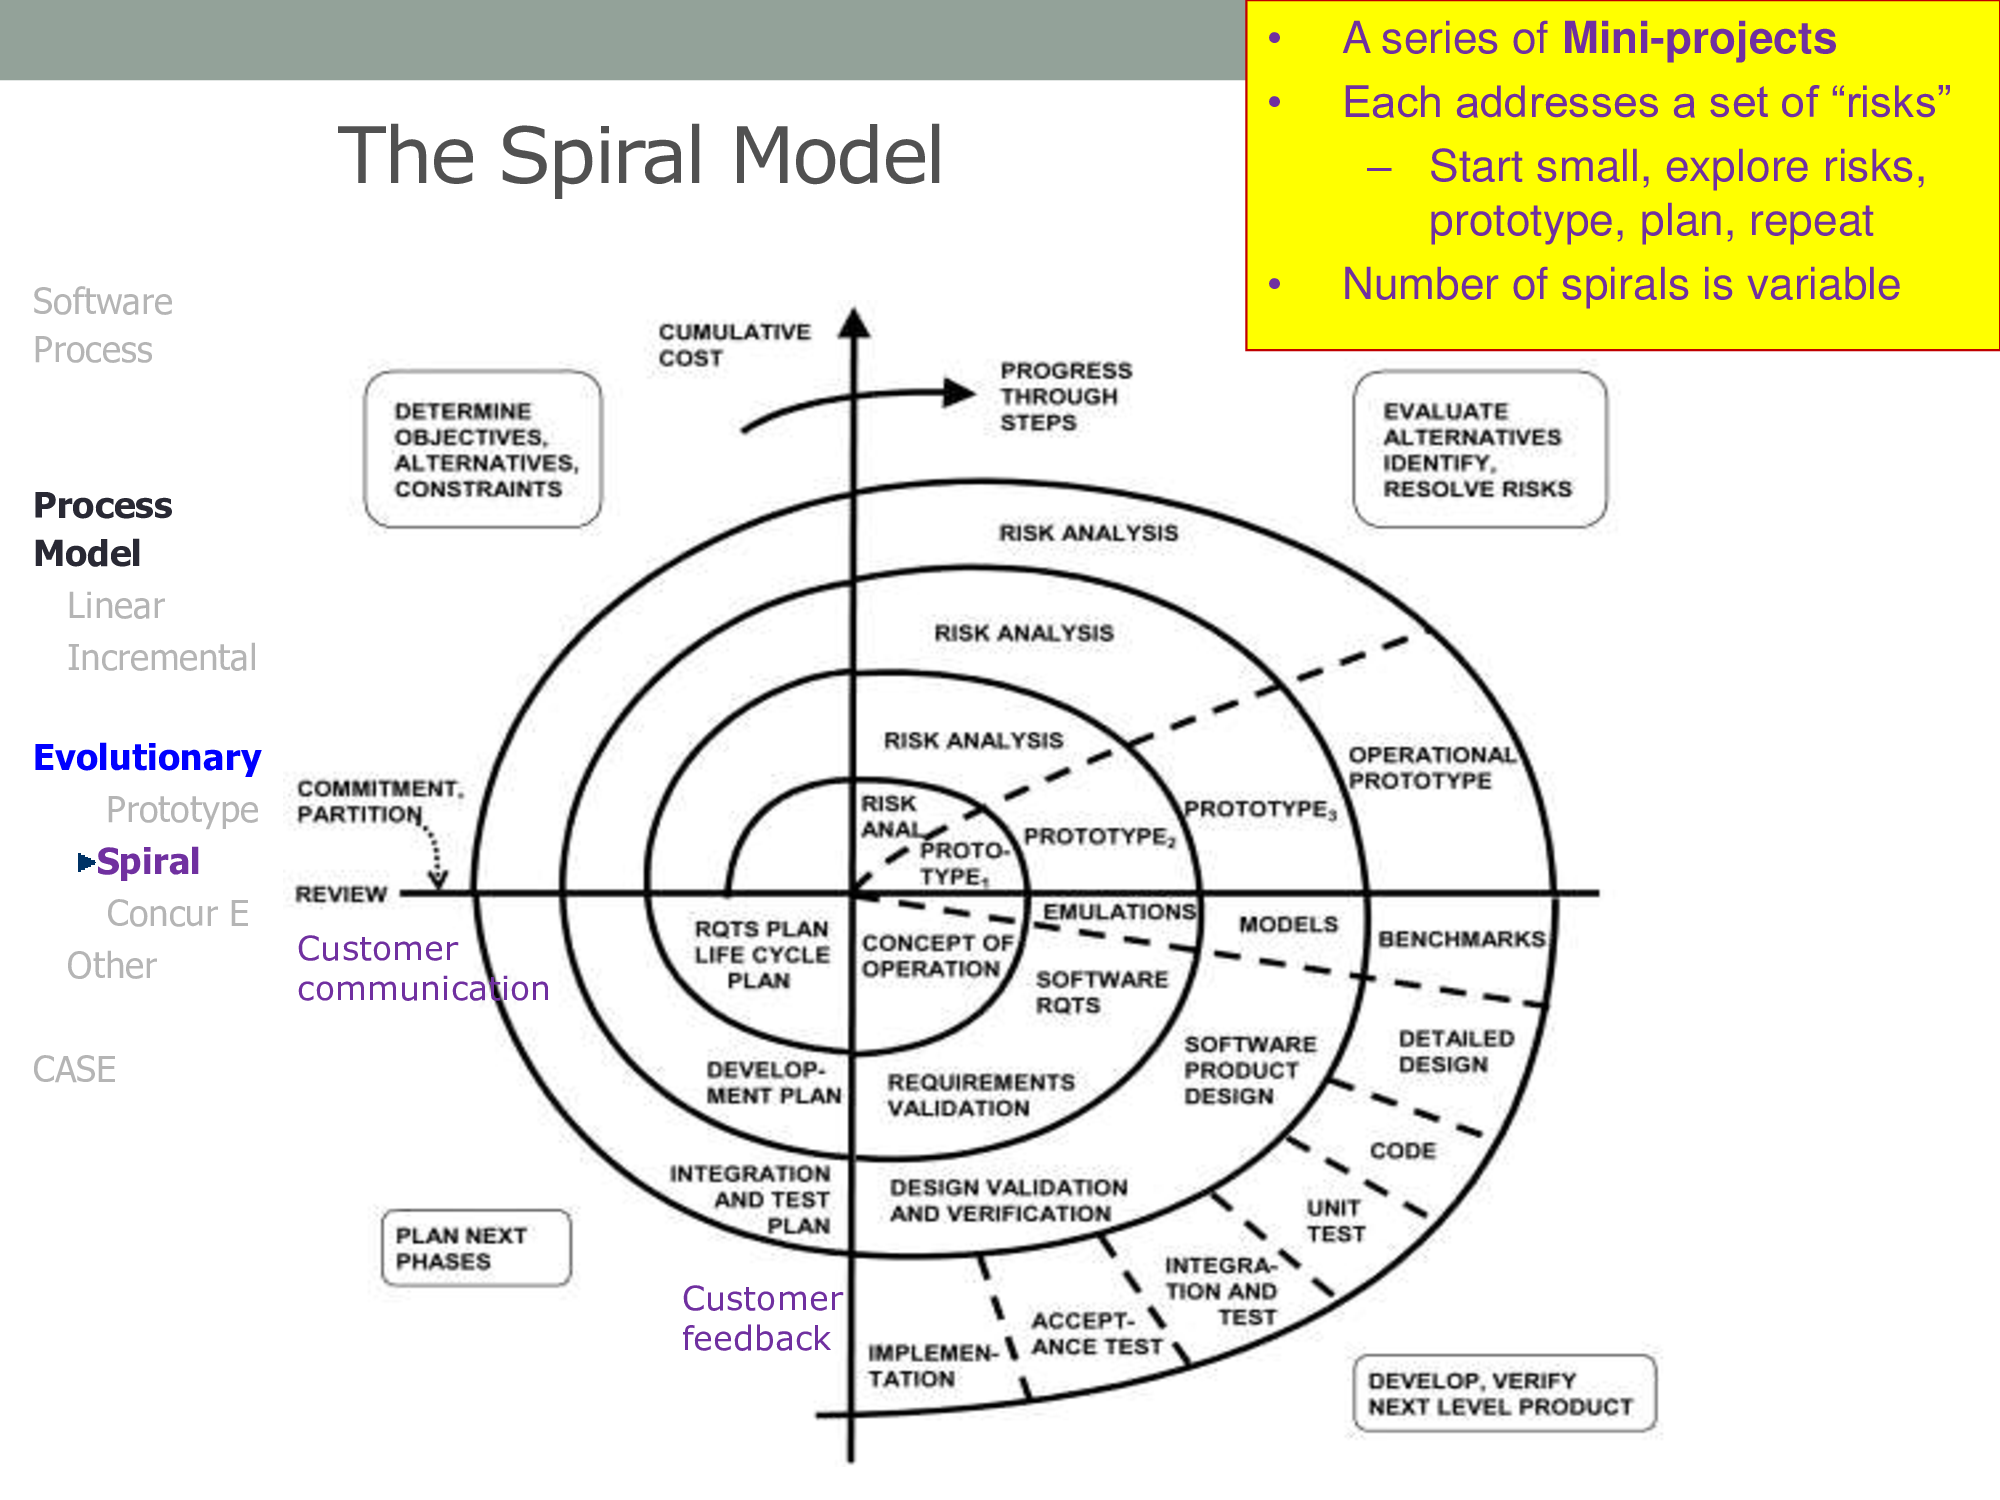 • A series of Mini-projects
• Each addresses a set of “risks”
– Start small, explore risks,
prototype, plan, repeat
• Number of spirals is variable
The Spiral Model
Software
Process
Process
Model
Linear
Incremental
Evolutionary
Prototype
Spiral
Concur E
Other
CASE
CUMULATIVE
COST
PROGRESS
THROUGH
STEPS
DETERMINE
OBJECTIVES,
ALTERNATIVES,
CONSTRAINTS
EVALUATE
ALTERNATIVES
IDENTIFY,
RESOLVE RISKS
RISK ANALYSIS
RISK ANALYSIS
RISK ANALYSIS
RISK
ANAL
PROTO-
TYPE₁
PROTOTYPE₂
PROTOTYPE₃
OPERATIONAL
PROTOTYPE
COMMITMENT,
PARTITION
REVIEW
Customer
communication
RQTS PLAN
LIFE CYCLE
PLAN
CONCEPT OF
OPERATION
EMULATIONS
MODELS
BENCHMARKS
SOFTWARE
RQTS
SOFTWARE
PRODUCT
DESIGN
DETAILED
DESIGN
DEVELOP-
MENT PLAN
REQUIREMENTS
VALIDATION
CODE
UNIT
TEST
INTEGRATION
AND TEST
PLAN
DESIGN VALIDATION
AND VERIFICATION
INTEGRA-
TION AND
TEST
ACCEPT-
ANCE TEST
IMPLEMEN-
TATION
PLAN NEXT
PHASES
Customer
feedback
DEVELOP, VERIFY
NEXT LEVEL PRODUCT